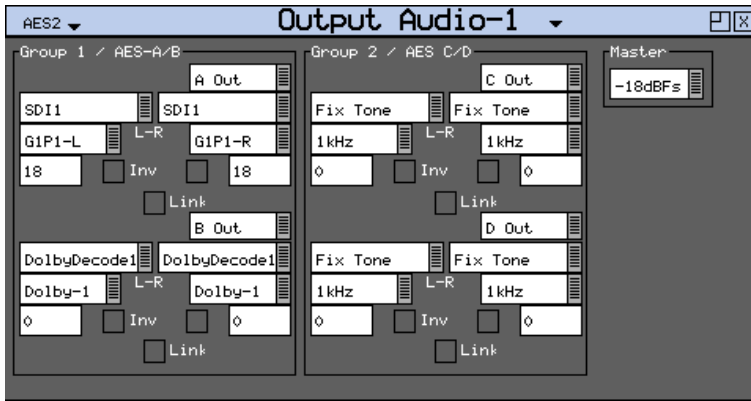 AES2 Output Audio-1
Group 1 / AES-A/B
A Out
SDI1 SDI1
G1P1-L L-R G1P1-R
18 Inv 18
Link
B Out
DolbyDecode1 DolbyDecode1
Dolby-1 L-R Dolby-1
0 Inv 0
Link
Group 2 / AES C/D
C Out
Fix Tone Fix Tone
1kHz L-R 1kHz
0 Inv 0
Link
D Out
Fix Tone Fix Tone
1kHz L-R 1kHz
0 Inv 0
Link
Master
-18dBFs